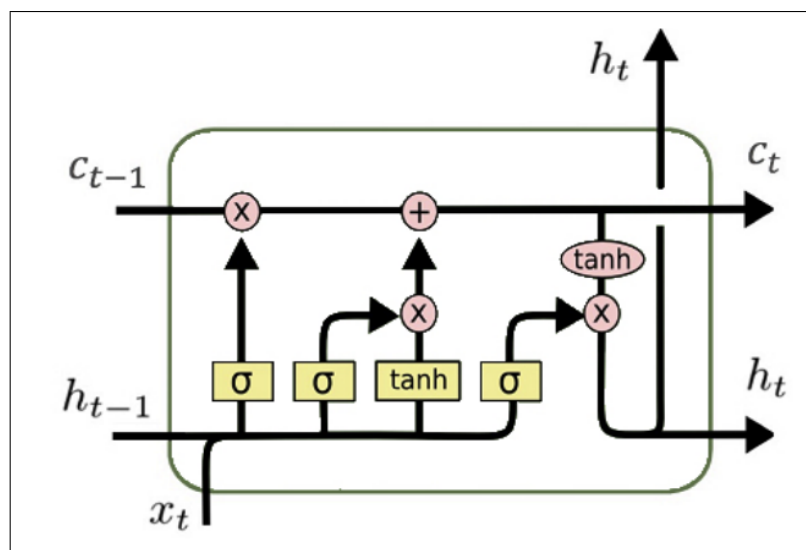 h_t
c_{t-1}
c_t
x
+
tanh
x
x
σ
σ
tanh
σ
h_{t-1}
h_t
x_t